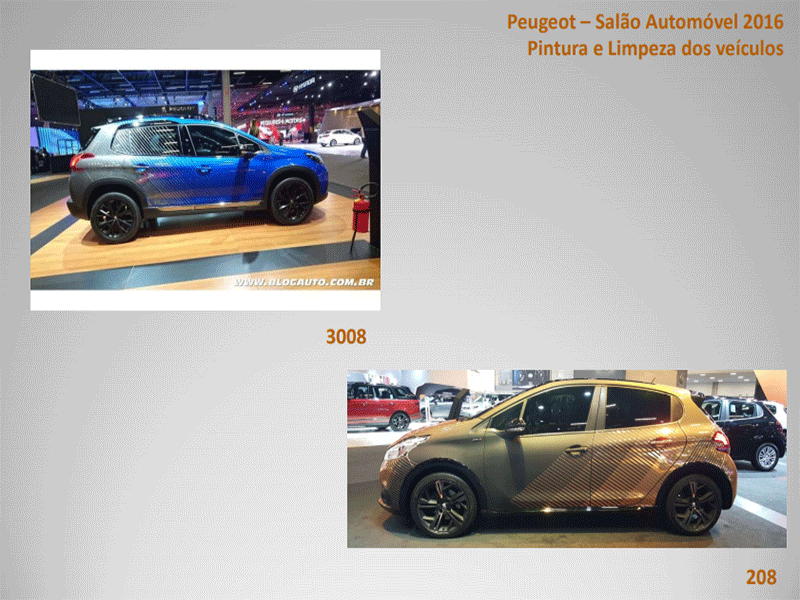 Peugeot – Salão Automóvel 2016
Pintura e Limpeza dos veículos
WWW.BLOGAUTO.COM.BR
3008
208